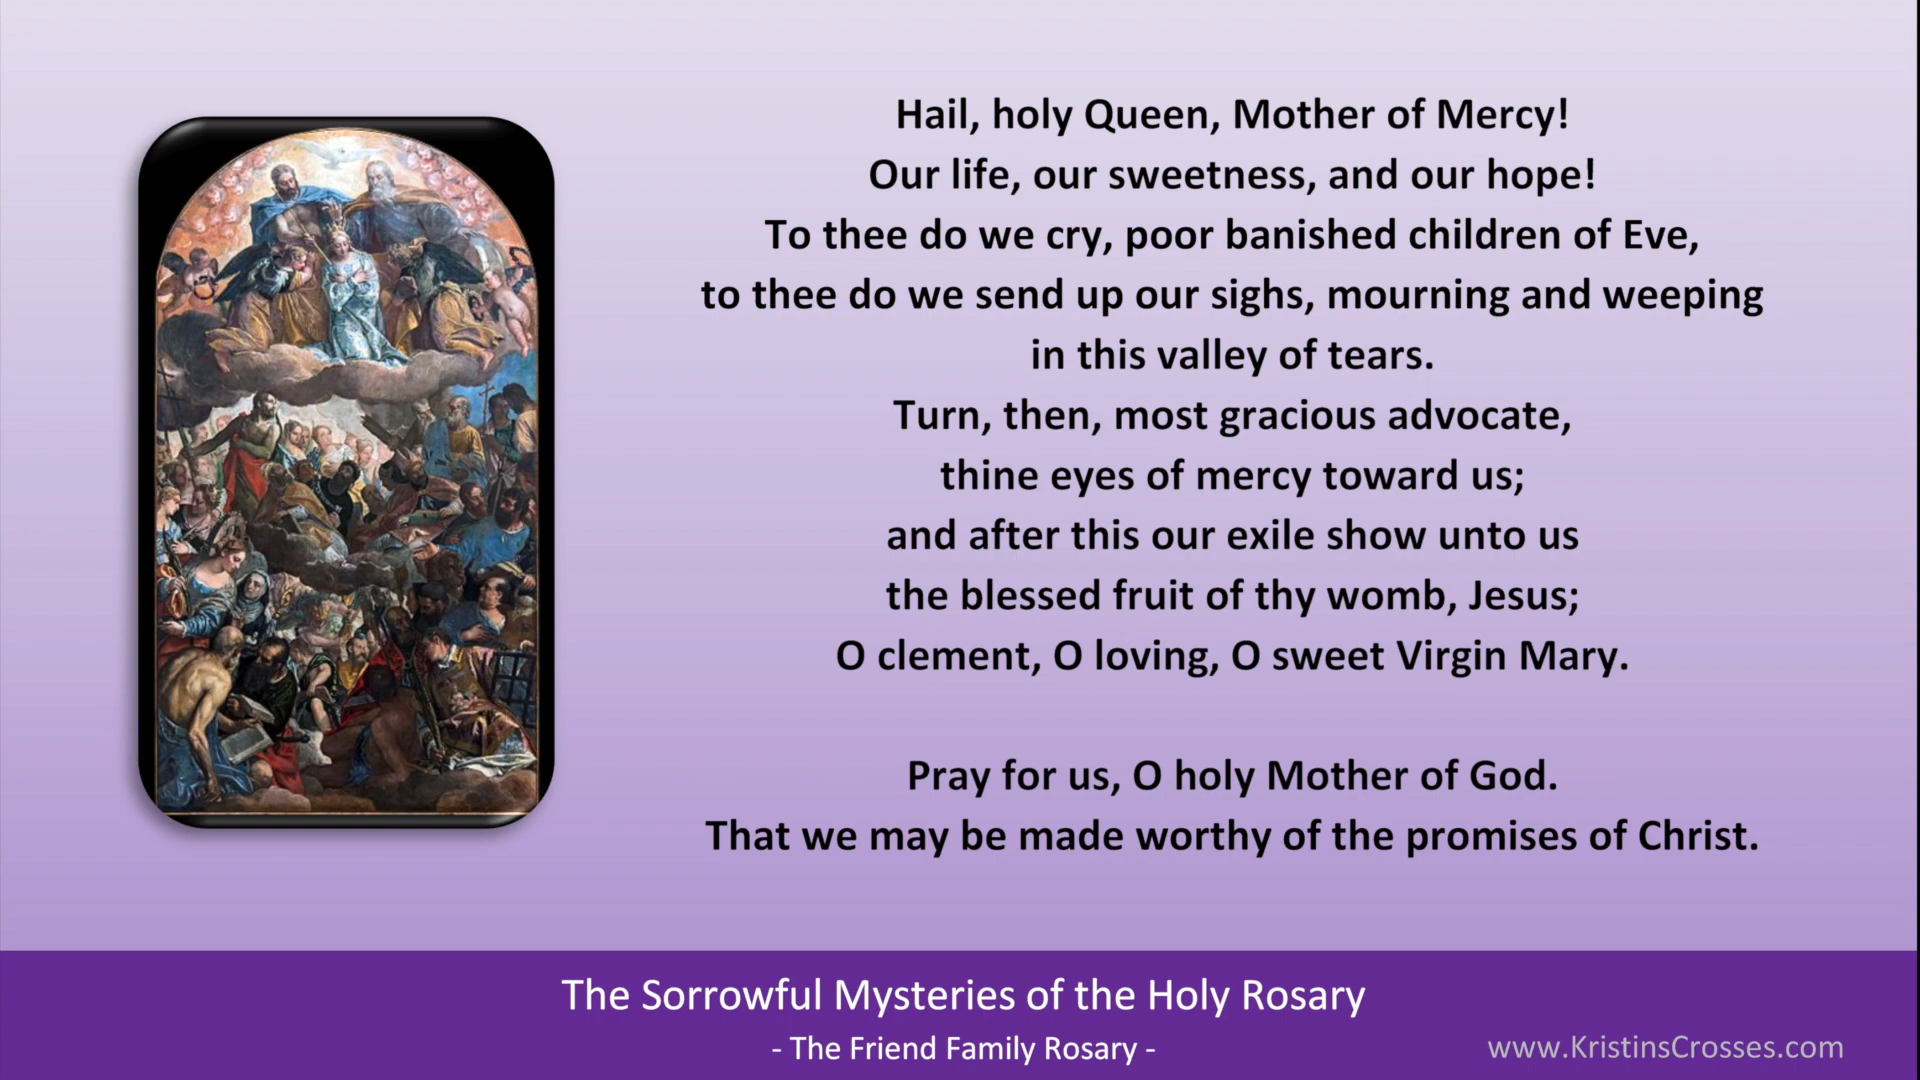 Hail, holy Queen, Mother of Mercy!
Our life, our sweetness, and our hope!
To thee do we cry, poor banished children of Eve,
to thee do we send up our sighs, mourning and weeping
in this valley of tears.
Turn, then, most gracious advocate,
thine eyes of mercy toward us;
and after this our exile show unto us
the blessed fruit of thy womb, Jesus;
O clement, O loving, O sweet Virgin Mary.
Pray for us, O holy Mother of God.
That we may be made worthy of the promises of Christ.
The Sorrowful Mysteries of the Holy Rosary
- The Friend Family Rosary -
www.KristinsCrosses.com